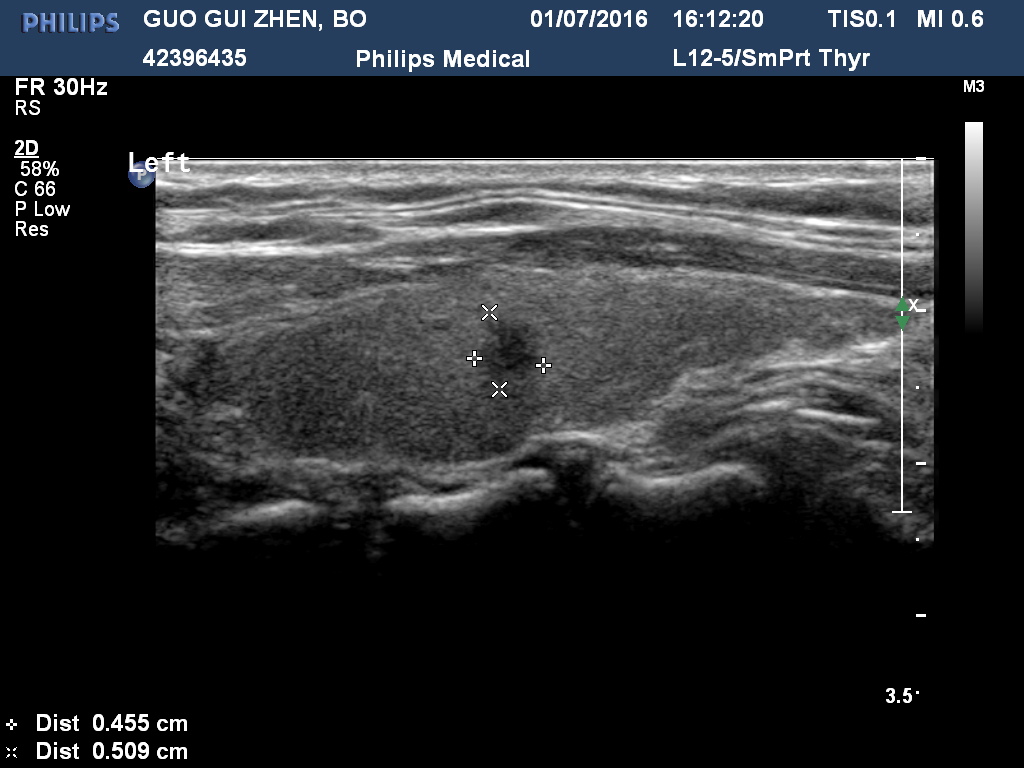 PHILIPS
GUO GUI ZHEN, BO
01/07/2016 16:12:20
TIS0.1 MI 0.6
42396435
Philips Medical
L12-5/SmPrt Thyr
FR 30Hz
RS
M3
2D
58%
C 66
P Low
Res
Left
P
X
3.5
Dist 0.455 cm
Dist 0.509 cm